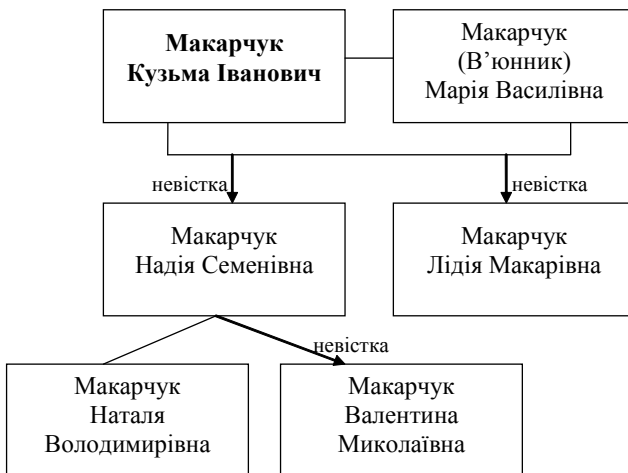 Макарчук
Кузьма Іванович
Макарчук
(В’юнник)
Марія Василівна
невістка
невістка
Макарчук
Надія Семенівна
Макарчук
Лідія Макарівна
невістка
Макарчук
Наталя
Володимирівна
Макарчук
Валентина
Миколаївна